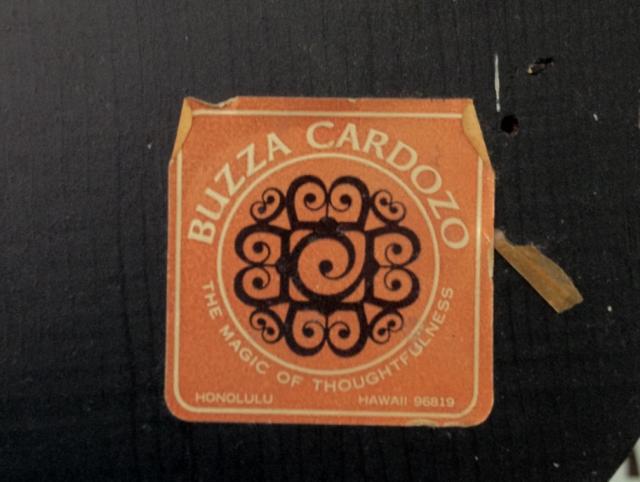 BUZZA CARDOZO
THE MAGIC OF THOUGHTFULNESS
HONOLULU HAWAII 96819